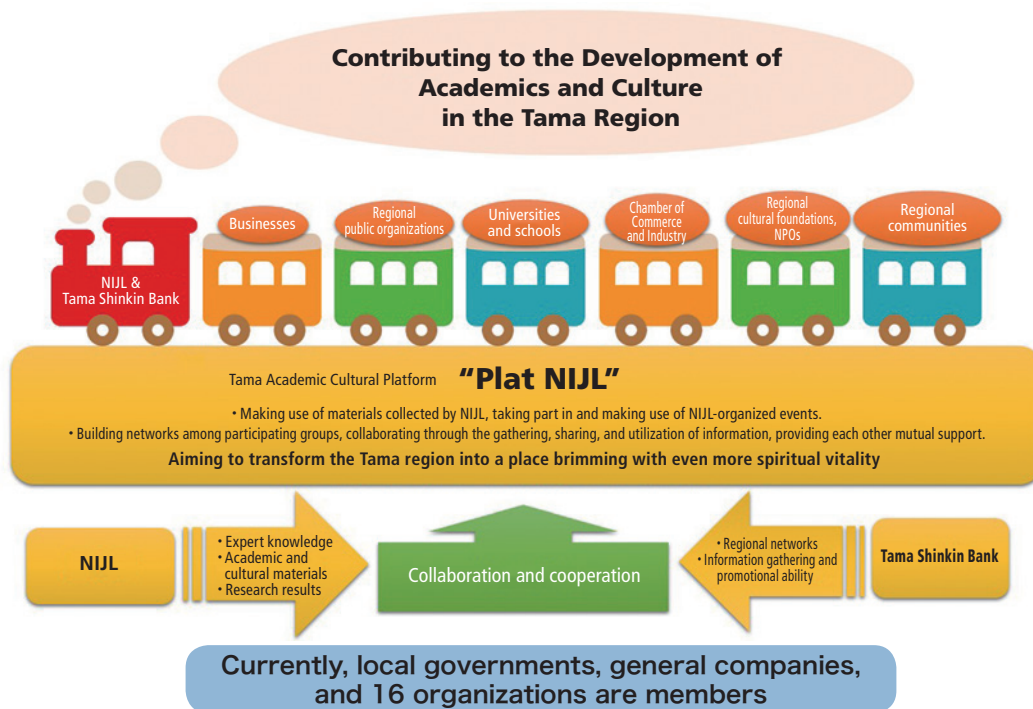 Contributing to the Development of
Academics and Culture
in the Tama Region
NIJL &
Tama Shinkin Bank
Businesses
Regional
public organizations
Universities
and schools
Chamber of
Commerce
and Industry
Regional
cultural foundations,
NPOs
Regional
communities
Tama Academic Cultural Platform "Plat NIJL"
• Making use of materials collected by NIJL, taking part in and making use of NIJL-organized events.
• Building networks among participating groups, collaborating through the gathering, sharing, and utilization of information, providing each other mutual support.
Aiming to transform the Tama region into a place brimming with even more spiritual vitality
NIJL
• Expert knowledge
• Academic and
cultural materials
• Research results
Collaboration and cooperation
• Regional networks
• Information gathering and
promotional ability
Tama Shinkin Bank
Currently, local governments, general companies,
and 16 organizations are members